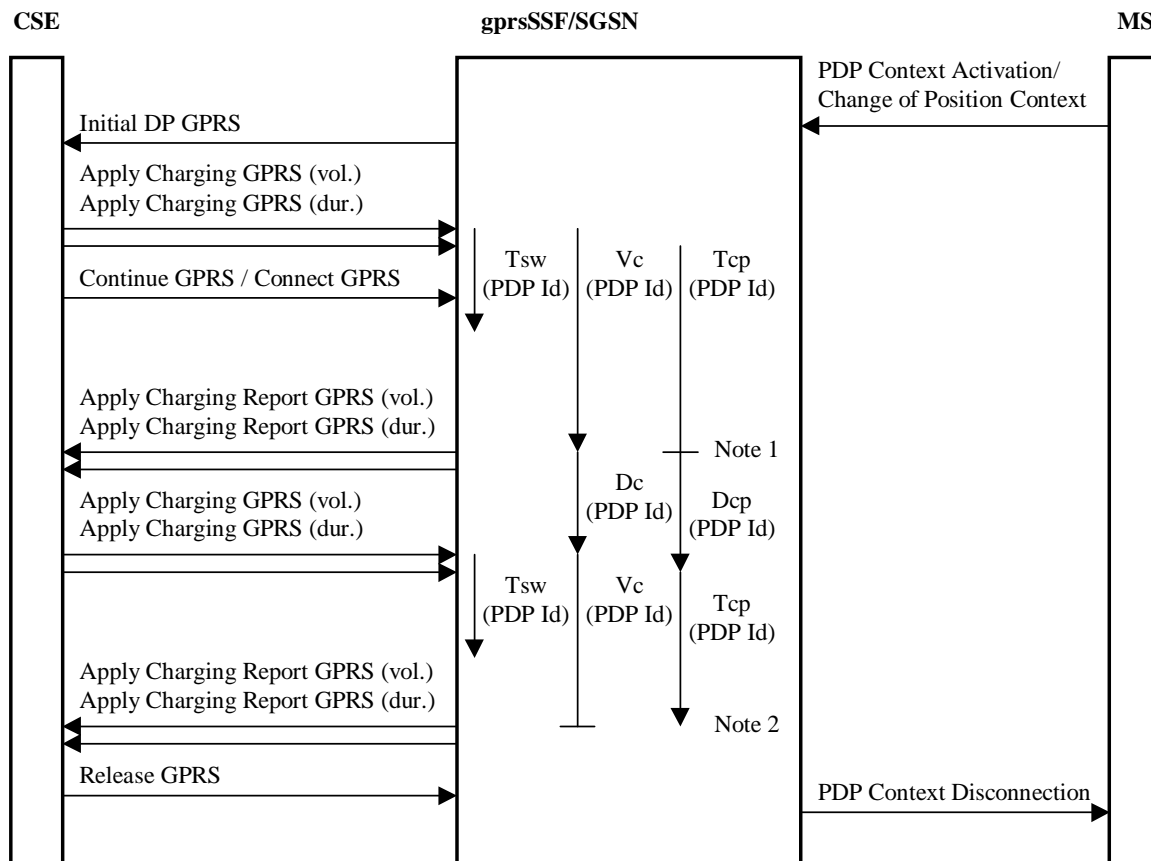 CSE gprsSSF/SGSN MS
PDP Context Activation/
Change of Position Context
Initial DP GPRS
Apply Charging GPRS (vol.)
Apply Charging GPRS (dur.)
Tsw Vc Tcp
(PDP Id) (PDP Id) (PDP Id)
Continue GPRS / Connect GPRS
Apply Charging Report GPRS (vol.)
Apply Charging Report GPRS (dur.)
Note 1
Dc Dcp
(PDP Id) (PDP Id)
Apply Charging GPRS (vol.)
Apply Charging GPRS (dur.)
Tsw Vc Tcp
(PDP Id) (PDP Id) (PDP Id)
Apply Charging Report GPRS (vol.)
Apply Charging Report GPRS (dur.)
Note 2
Release GPRS
PDP Context Disconnection